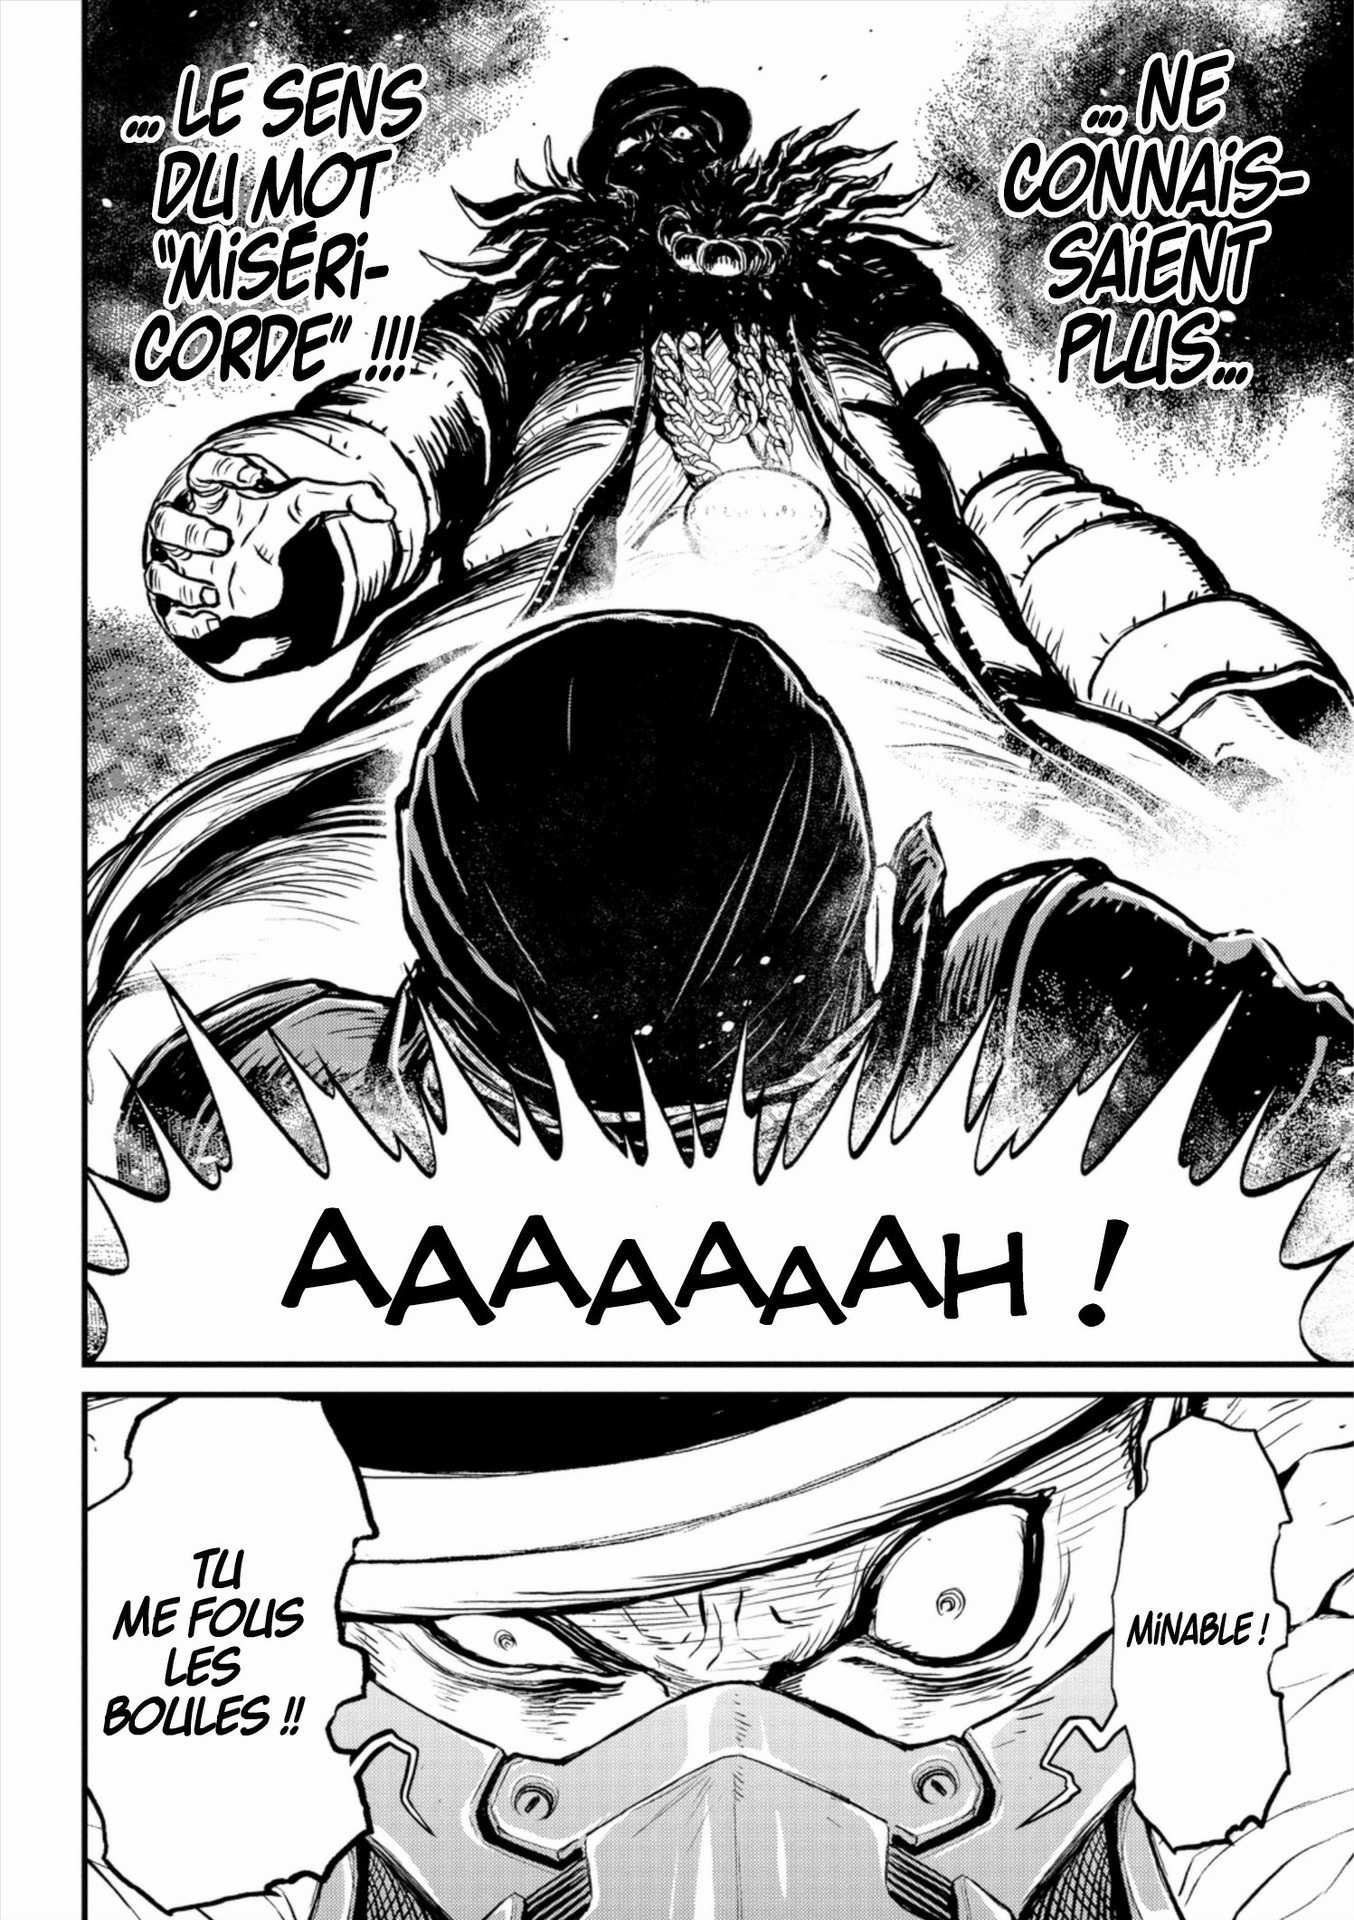 ... NE
CONNAIS-
SAIENT
PLUS...
... LE SENS
DU MOT
"MISÉRI-
CORDE" !!!
AAAAAAAH !
MINABLE !
TU
ME FOUS
LES
BOULES !!